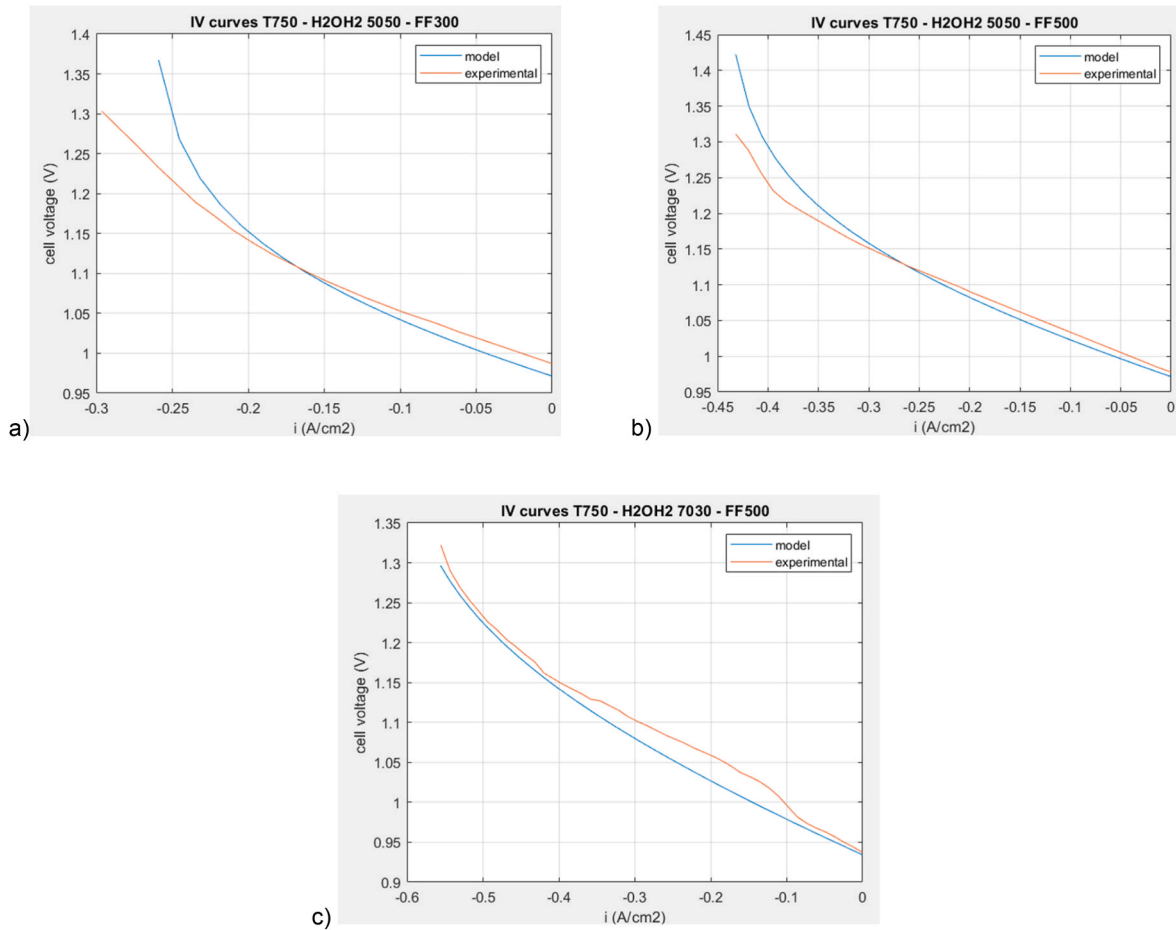 IV curves T750 - H2OH2 5050 - FF300
1.4
1.35
1.3
1.25
1.2
1.15
1.1
1.05
1
0.95
cell voltage (V)
model
experimental
-0.3 -0.25 -0.2 -0.15 -0.1 -0.05 0
i (A/cm2)
a)
IV curves T750 - H2OH2 5050 - FF500
1.45
1.4
1.35
1.3
1.25
1.2
1.15
1.1
1.05
1
0.95
cell voltage (V)
model
experimental
-0.45 -0.4 -0.35 -0.3 -0.25 -0.2 -0.15 -0.1 -0.05 0
i (A/cm2)
b)
IV curves T750 - H2OH2 7030 - FF500
1.35
1.3
1.25
1.2
1.15
1.1
1.05
1
0.95
0.9
cell voltage (V)
model
experimental
-0.6 -0.5 -0.4 -0.3 -0.2 -0.1 0
i (A/cm2)
c)